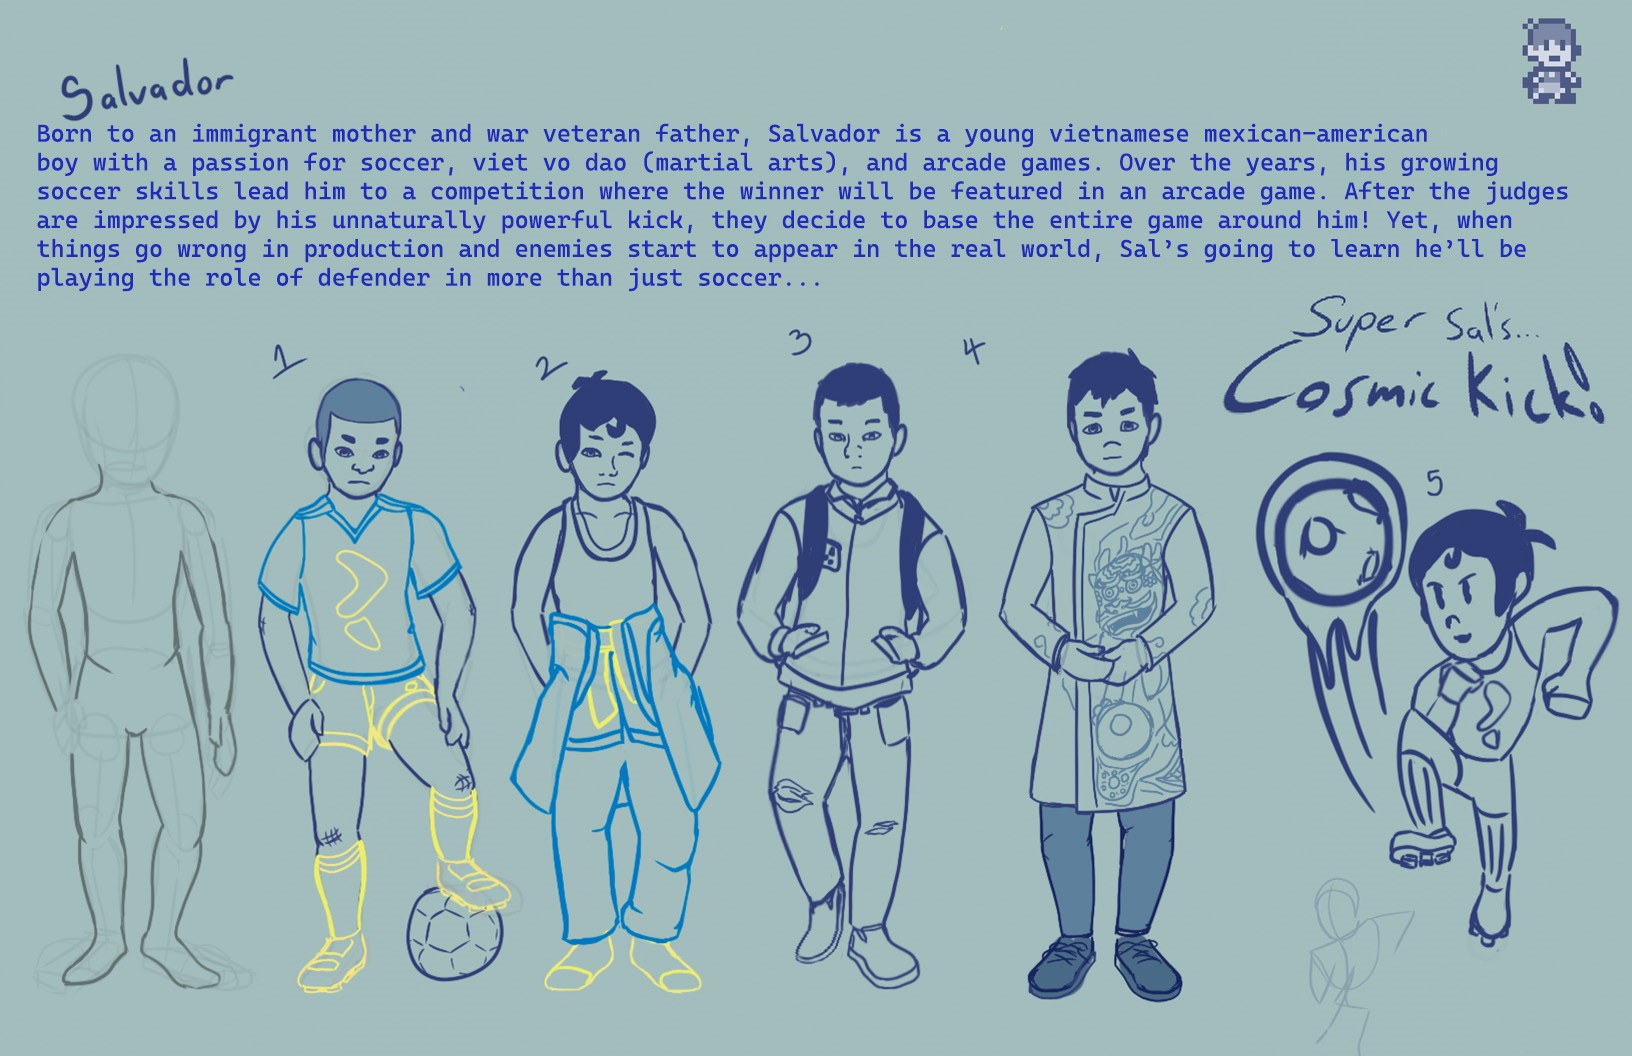 Salvador
Born to an immigrant mother and war veteran father, Salvador is a young vietnamese mexican-american
boy with a passion for soccer, viet vo dao (martial arts), and arcade games. Over the years, his growing
soccer skills lead him to a competition where the winner will be featured in an arcade game. After the judges
are impressed by his unnaturally powerful kick, they decide to base the entire game around him! Yet, when
things go wrong in production and enemies start to appear in the real world, Sal’s going to learn he’ll be
playing the role of defender in more than just soccer...
Super Sal's...
Cosmic Kick!
1
2
3
4
5